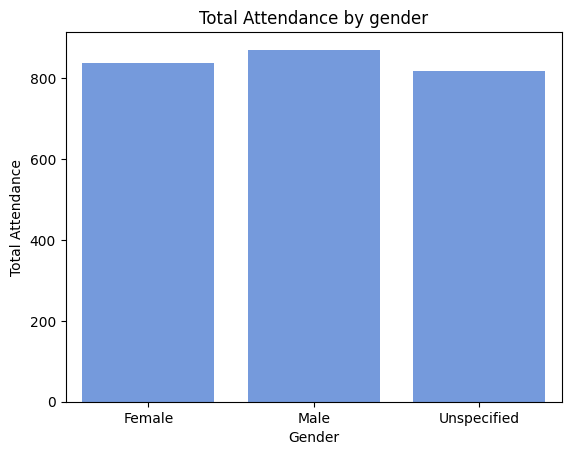 Total Attendance by gender
Total Attendance
800
600
400
200
0
Female Male Unspecified
Gender